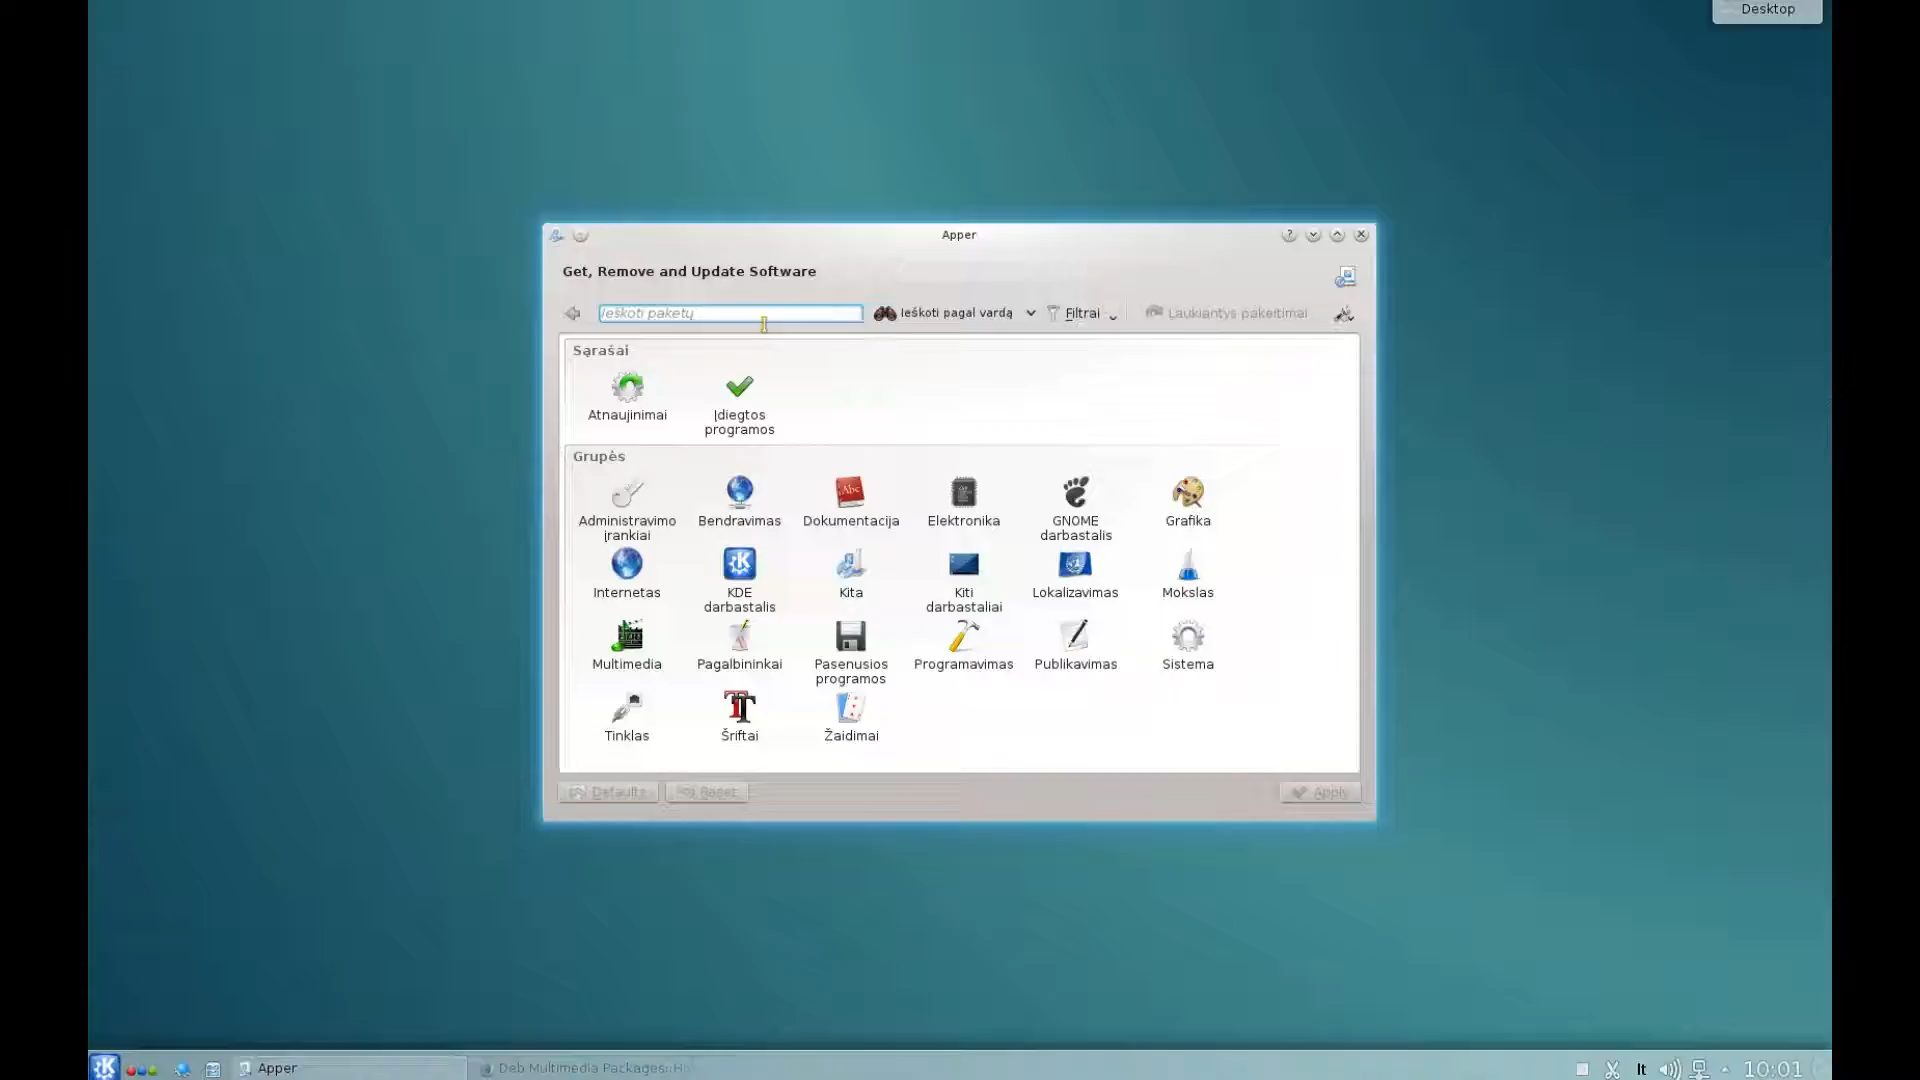 Desktop
Apper
Get, Remove and Update Software
Ieškoti paketų
Ieškoti pagal vardą
Filtrai
Laukiantys pakeitimai
Sąrašai
Atnaujinimai
Įdiegtos
programos
Grupės
Administravimo
įrankiai
Bendravimas
Dokumentacija
Elektronika
GNOME
darbastalis
Grafika
Internetas
KDE
darbastalis
Kita
Kiti
darbastaliai
Lokalizavimas
Mokslas
Multimedia
Pagalbininkai
Pasenusios
programos
Programavimas
Publikavimas
Sistema
Tinklas
Šriftai
Žaidimai
Defaults
Reset
Apply
Apper
Deb Multimedia Packages::H
lt
10:01